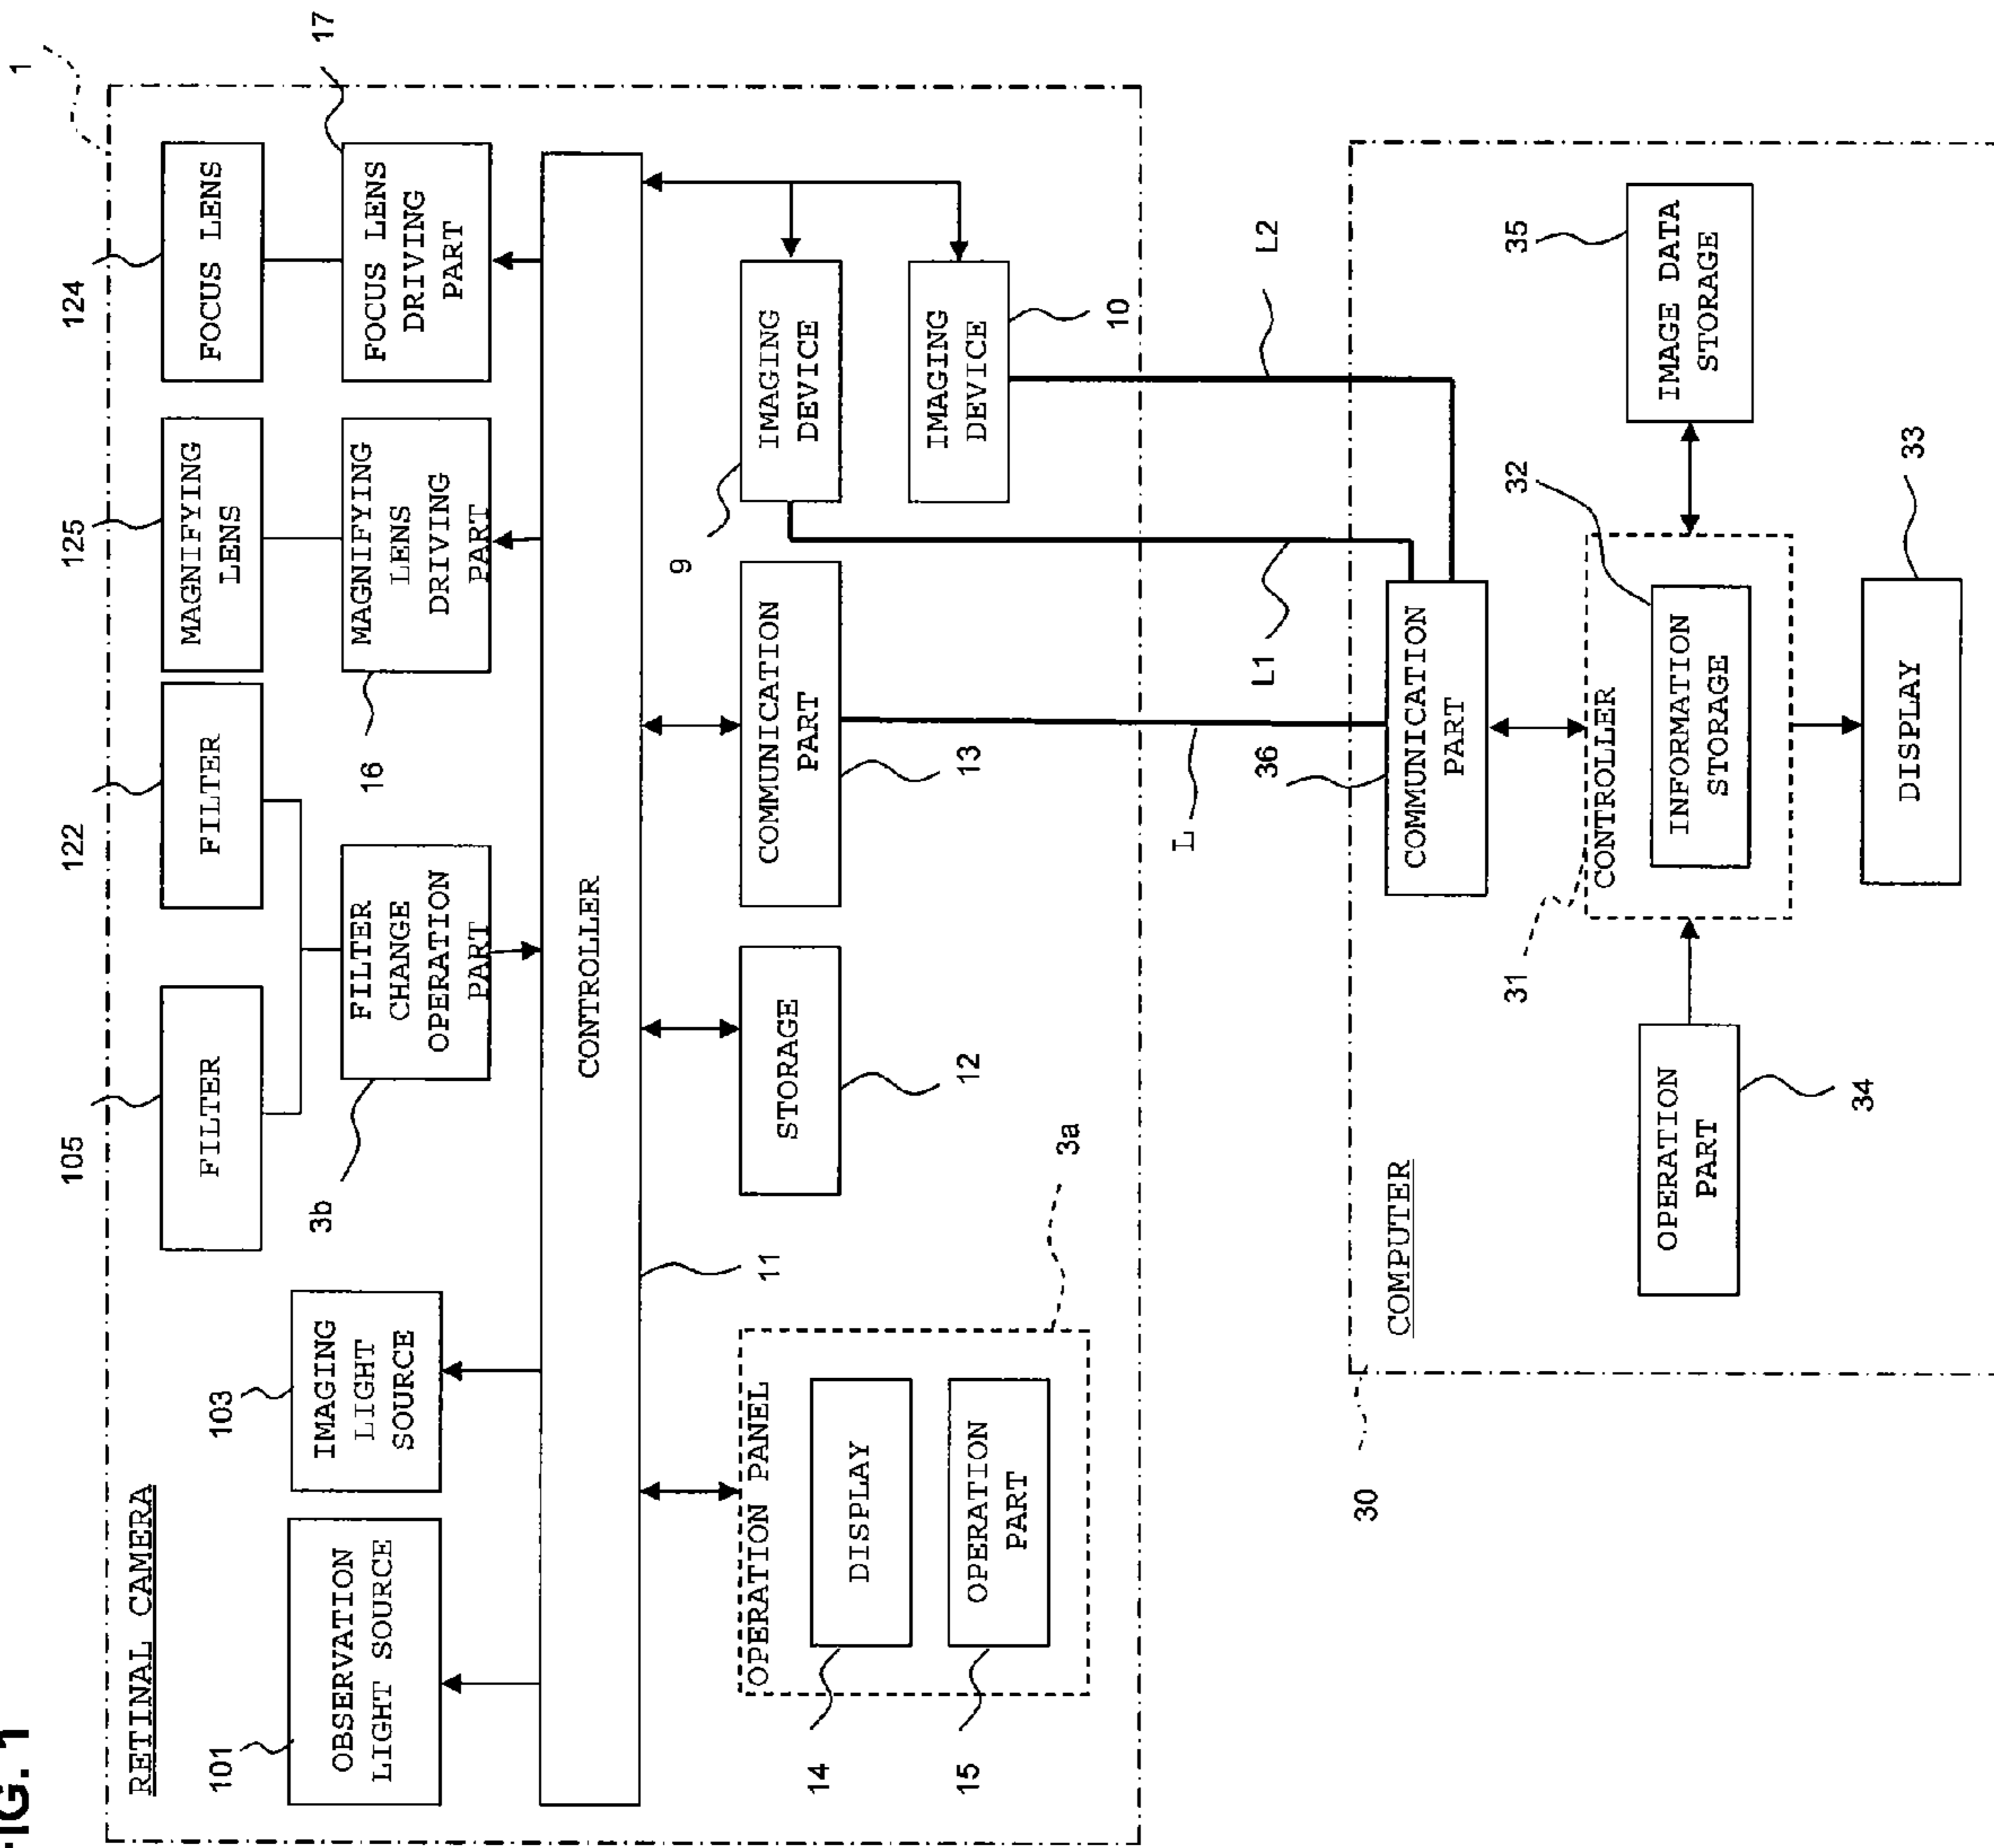 FIG. 1
1
RETINAL CAMERA
101
OBSERVATION
LIGHT SOURCE
103
IMAGING
LIGHT
SOURCE
105
FILTER
122
FILTER
3b
FILTER
CHANGE
OPERATION
PART
125
MAGNIFYING
LENS
16
MAGNIFYING
LENS
DRIVING
PART
124
FOCUS LENS
17
FOCUS LENS
DRIVING
PART
CONTROLLER
11
OPERATION PANEL
3a
14
DISPLAY
15
OPERATION
PART
STORAGE
12
COMMUNICATION
PART
13
9
IMAGING
DEVICE
IMAGING
DEVICE
10
L
L1
L2
30
COMPUTER
36
COMMUNICATION
PART
31
CONTROLLER
32
INFORMATION
STORAGE
35
IMAGE DATA
STORAGE
OPERATION
PART
34
DISPLAY
33